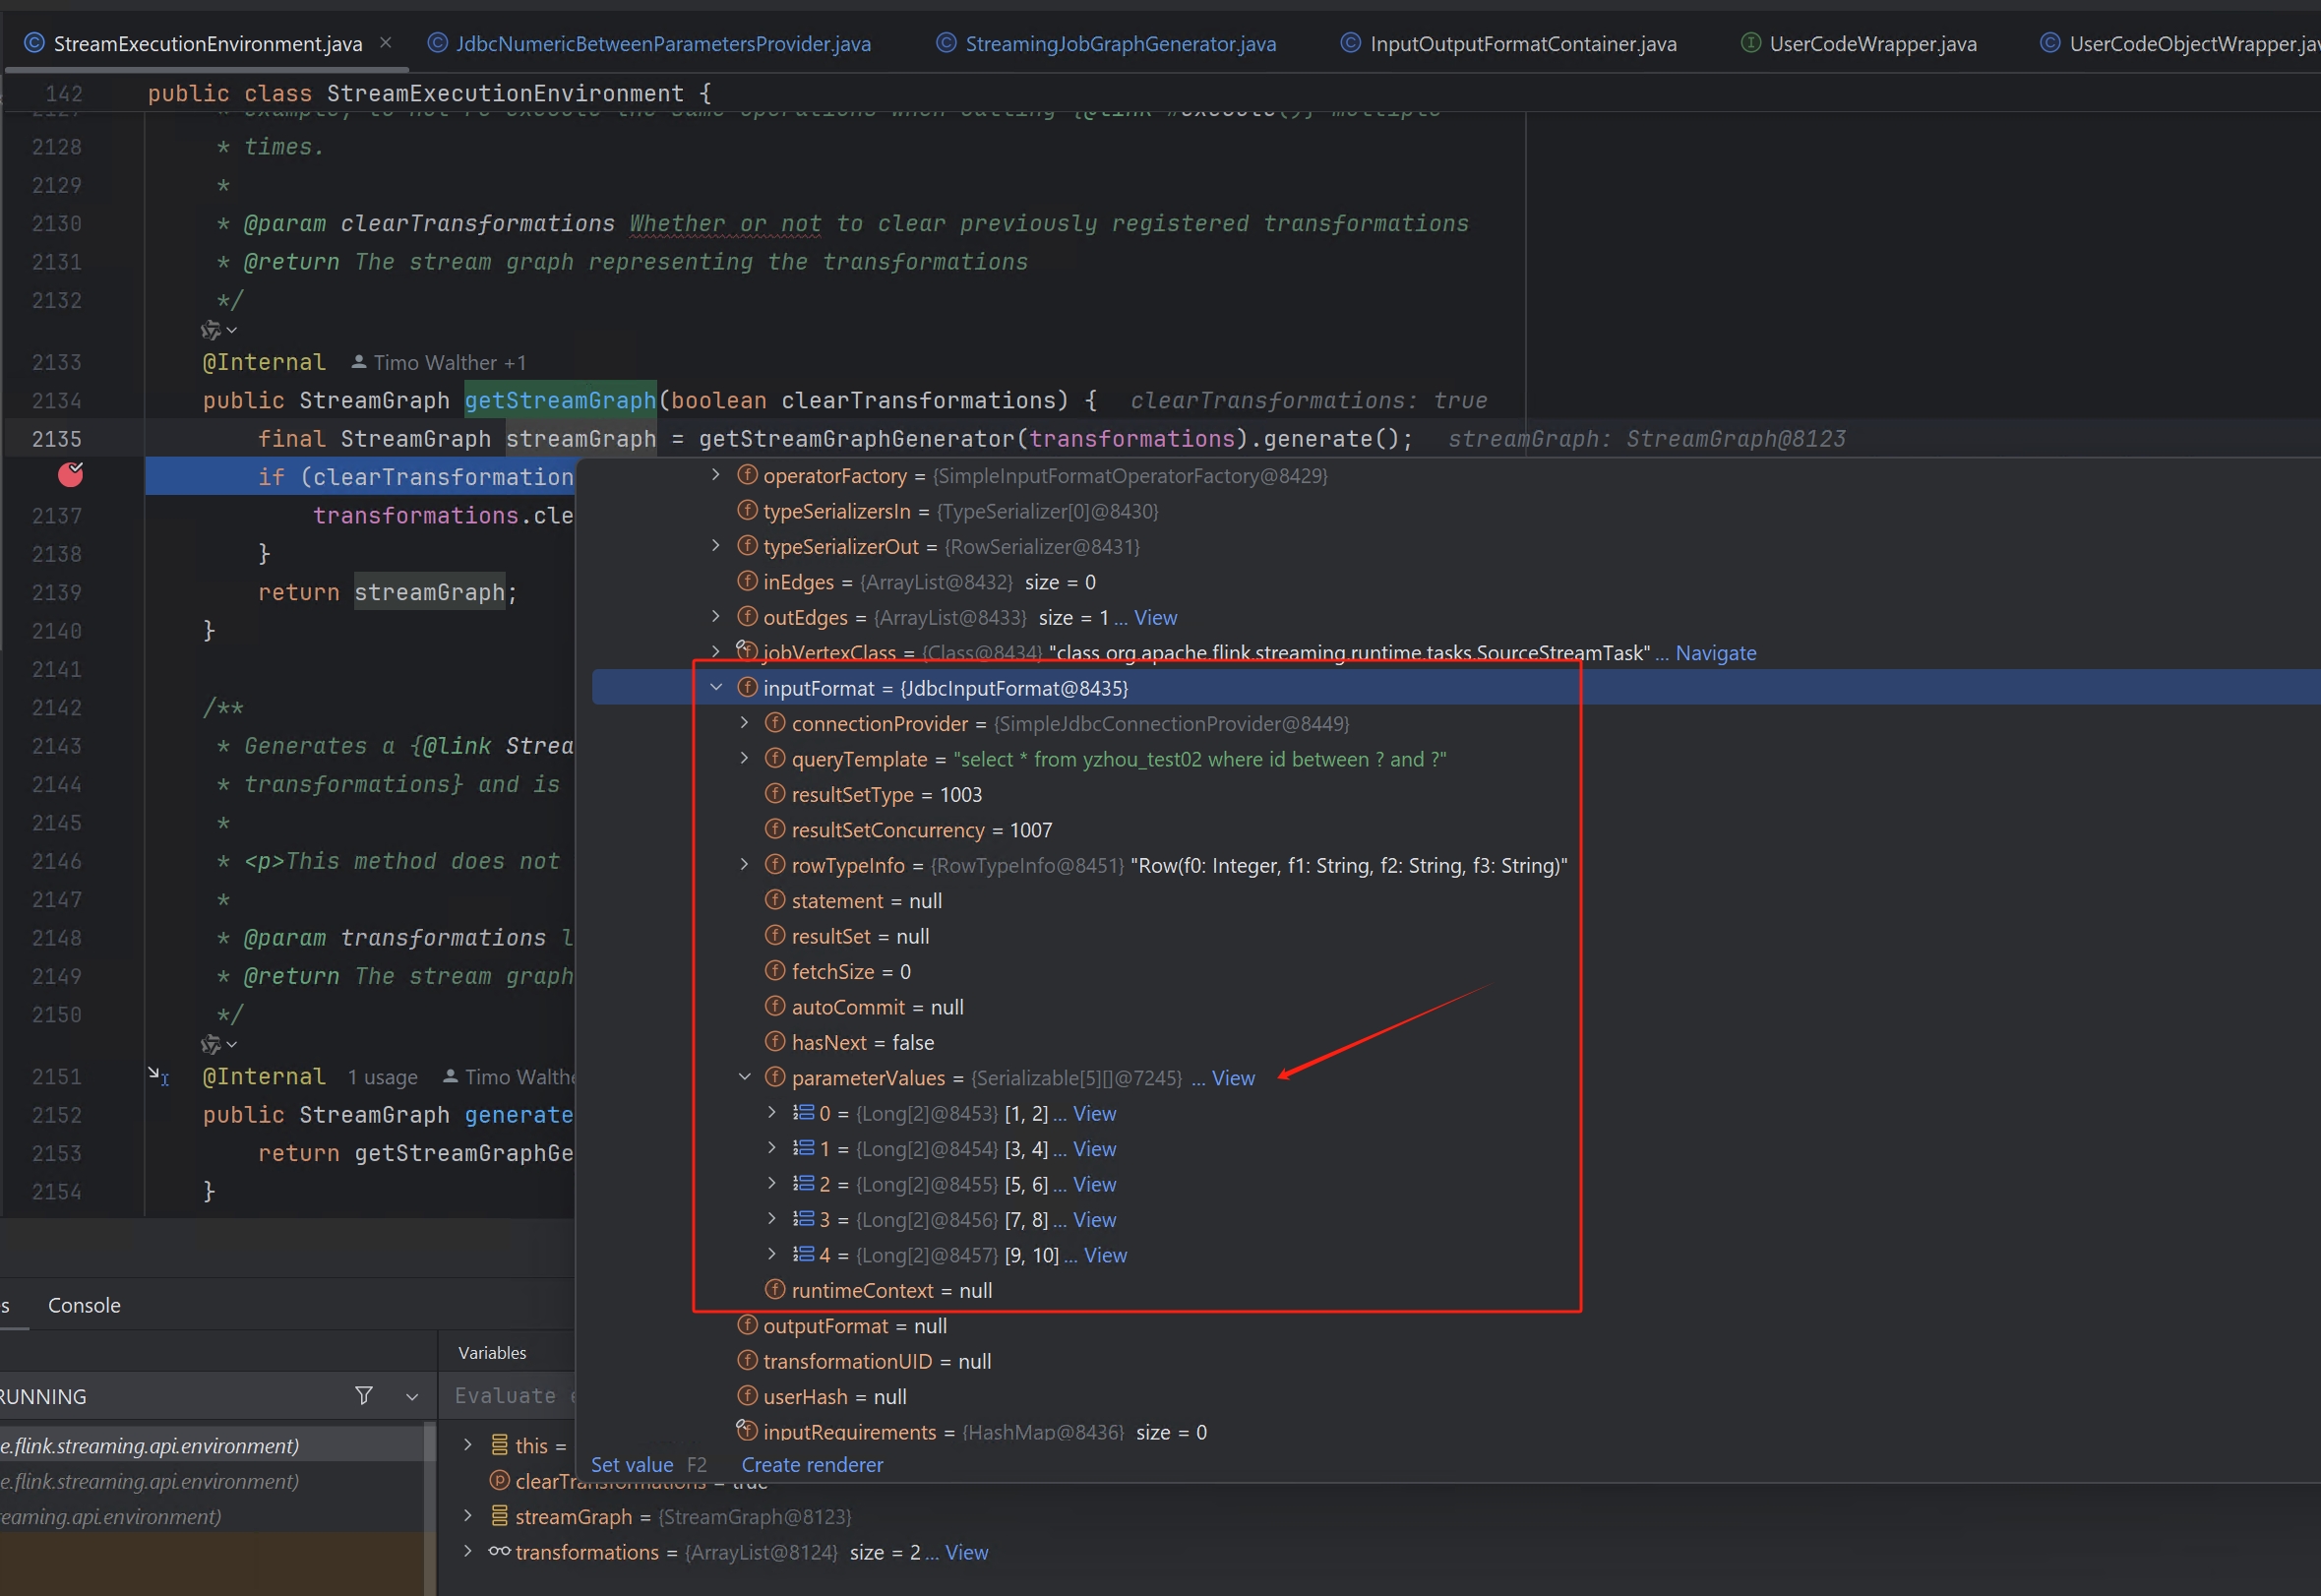 StreamExecutionEnvironment.java JdbcNumericBetweenParametersProvider.java StreamingJobGraphGenerator.java InputOutputFormatContainer.java UserCodeWrapper.java UserCodeObjectWrapper.jav
142 public class StreamExecutionEnvironment {
2128 * times.
2129 *
2130 * @param clearTransformations Whether or not to clear previously registered transformations
2131 * @return The stream graph representing the transformations
2132 */
2133 @Internal Timo Walther +1
2134 public StreamGraph getStreamGraph(boolean clearTransformations) { clearTransformations: true
2135 final StreamGraph streamGraph = getStreamGraphGenerator(transformations).generate(); streamGraph: StreamGraph@8123
if (clearTransformation
2137 transformations.cle
2138 }
2139 return streamGraph;
2140 }
2141
2142 /**
2143 * Generates a {@link Strea
2144 * transformations} and is
2145 *
2146 * <p>This method does not
2147 *
2148 * @param transformations l
2149 * @return The stream graph
2150 */
2151 @Internal 1 usage Timo Walthe
2152 public StreamGraph generate
2153 return getStreamGraphGe
2154 }
operatorFactory = {SimpleInputFormatOperatorFactory@8429}
typeSerializersIn = {TypeSerializer[0]@8430}
typeSerializerOut = {RowSerializer@8431}
inEdges = {ArrayList@8432} size = 0
outEdges = {ArrayList@8433} size = 1 ... View
jobVertexClass = {Class@8434} "class org.apache.flink.streaming.runtime.tasks.SourceStreamTask" ... Navigate
inputFormat = {JdbcInputFormat@8435}
connectionProvider = {SimpleJdbcConnectionProvider@8449}
queryTemplate = "select * from yzhou_test02 where id between ? and ?"
resultSetType = 1003
resultSetConcurrency = 1007
rowTypeInfo = {RowTypeInfo@8451} "Row(f0: Integer, f1: String, f2: String, f3: String)"
statement = null
resultSet = null
fetchSize = 0
autoCommit = null
hasNext = false
parameterValues = {Serializable[5][]@7245} ... View
0 = {Long[2]@8453} [1, 2] ... View
1 = {Long[2]@8454} [3, 4] ... View
2 = {Long[2]@8455} [5, 6] ... View
3 = {Long[2]@8456} [7, 8] ... View
4 = {Long[2]@8457} [9, 10] ... View
runtimeContext = null
outputFormat = null
transformationUID = null
userHash = null
inputRequirements = {HashMap@8436} size = 0
Set value F2 Create renderer
s Console
Variables
RUNNING
Evaluate e
e.flink.streaming.api.environment)
e.flink.streaming.api.environment)
reaming.api.environment)
this =
clearTransformations = true
streamGraph = {StreamGraph@8123}
transformations = {ArrayList@8124} size = 2 ... View